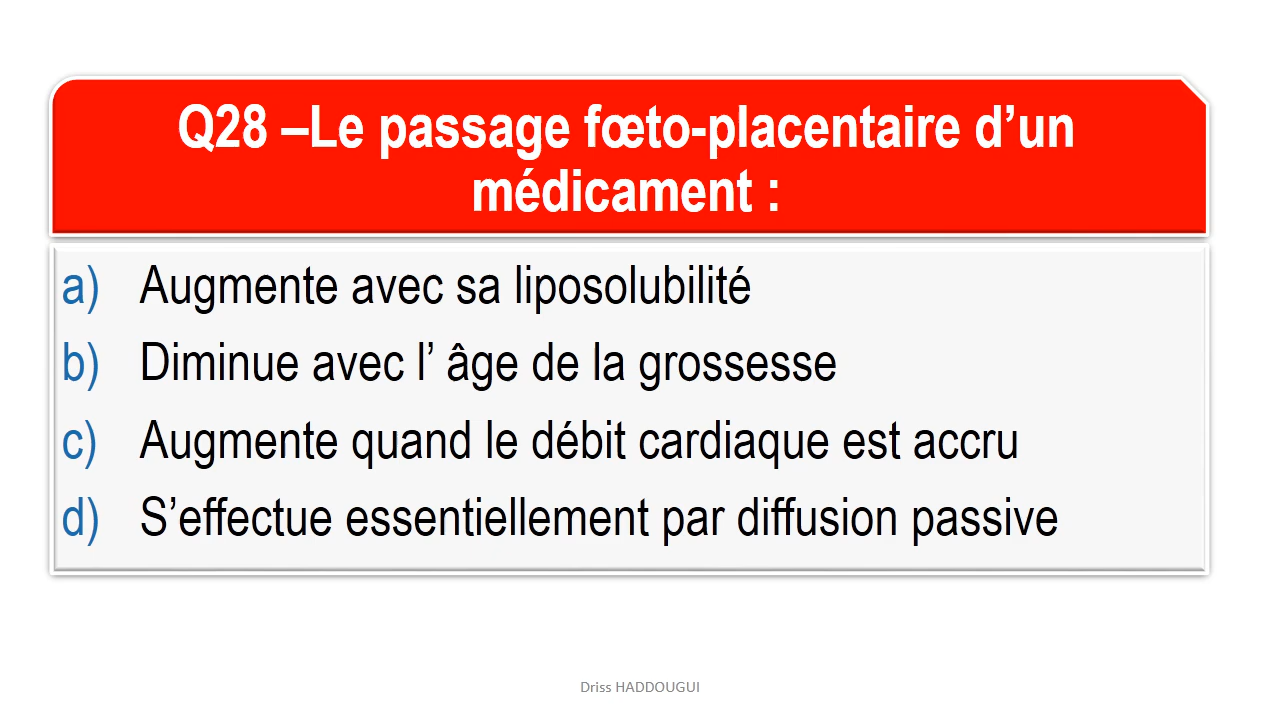 Q28 –Le passage fœto-placentaire d’un
médicament :
a) Augmente avec sa liposolubilité
b) Diminue avec l’ âge de la grossesse
c) Augmente quand le débit cardiaque est accru
d) S’effectue essentiellement par diffusion passive
Driss HADDOUGUI